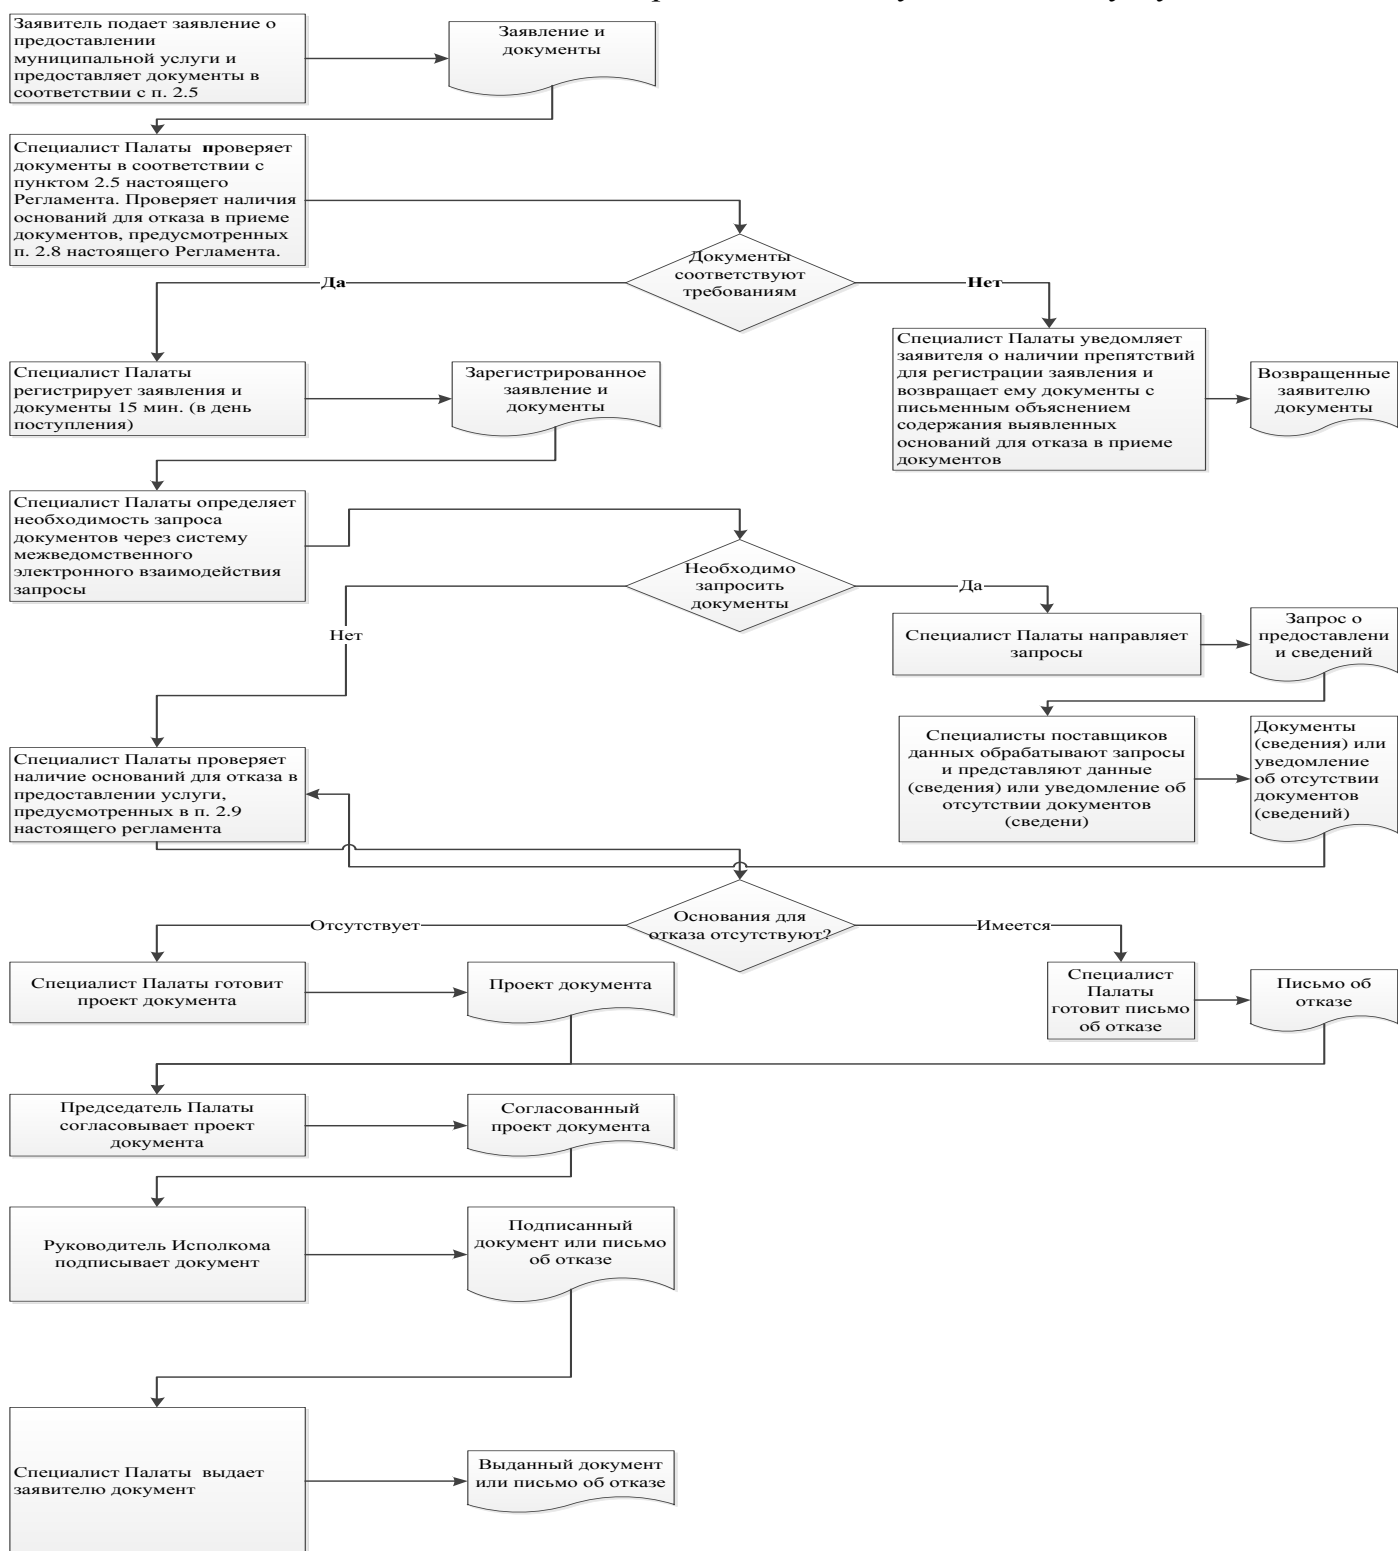 Заявитель подает заявление о
предоставлении
муниципальной услуги и
предоставляет документы в
соответствии с п. 2.5
Заявление и
документы
Специалист Палаты проверяет
документы в соответствии с
пунктом 2.5 настоящего
Регламента. Проверяет наличия
оснований для отказа в приеме
документов, предусмотренных
п. 2.8 настоящего Регламента.
Документы
соответствуют
требованиям
Да
Нет
Специалист Палаты
регистрирует заявления и
документы 15 мин. (в день
поступления)
Зарегистрированное
заявление и
документы
Специалист Палаты уведомляет
заявителя о наличии препятствий
для регистрации заявления и
возвращает ему документы с
письменным объяснением
содержания выявленных
оснований для отказа в приеме
документов
Возвращенные
заявителю
документы
Специалист Палаты определяет
необходимость запроса
документов через систему
межведомственного
электронного взаимодействия
запросы
Необходимо
запросить
документы
Да
Нет
Специалист Палаты направляет
запросы
Запрос о
предоставлени
и сведений
Специалисты поставщиков
данных обрабатывают запросы
и представляют данные
(сведения) или уведомление об
отсутствии документов
(сведени)
Документы
(сведения) или
уведомление
об отсутствии
документов
(сведений)
Специалист Палаты проверяет
наличие оснований для отказа в
предоставлении услуги,
предусмотренных в п. 2.9
настоящего регламента
Основания для
отказа отсутствуют?
Отсутствует
Имеется
Специалист Палаты готовит
проект документа
Проект документа
Специалист
Палаты
готовит письмо
об отказе
Письмо об
отказе
Председатель Палаты
согласовывает проект
документа
Согласованный
проект документа
Руководитель Исполкома
подписывает документ
Подписанный
документ или письмо
об отказе
Специалист Палаты выдает
заявителю документ
Выданный документ
или письмо об отказе